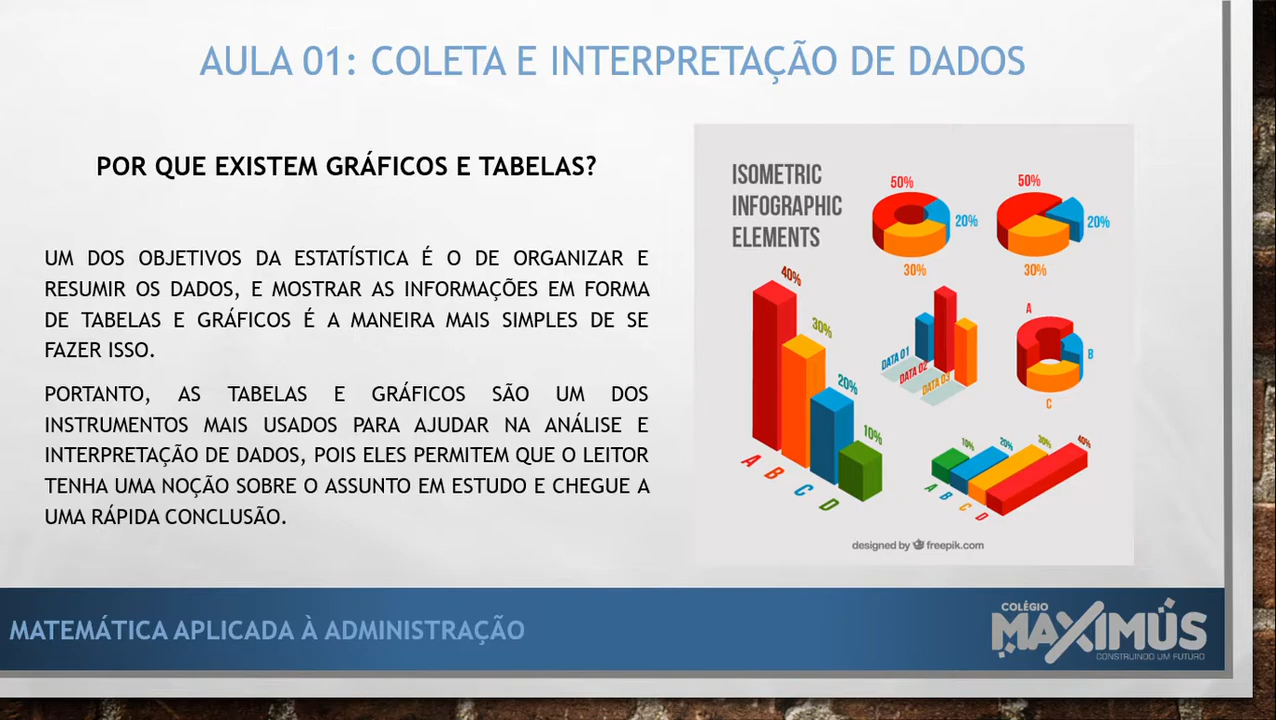 AULA 01: COLETA E INTERPRETAÇÃO DE DADOS
POR QUE EXISTEM GRÁFICOS E TABELAS?
UM DOS OBJETIVOS DA ESTATÍSTICA É O DE ORGANIZAR E
RESUMIR OS DADOS, E MOSTRAR AS INFORMAÇÕES EM FORMA
DE TABELAS E GRÁFICOS É A MANEIRA MAIS SIMPLES DE SE
FAZER ISSO.
PORTANTO, AS TABELAS E GRÁFICOS SÃO UM DOS
INSTRUMENTOS MAIS USADOS PARA AJUDAR NA ANÁLISE E
INTERPRETAÇÃO DE DADOS, POIS ELES PERMITEM QUE O LEITOR
TENHA UMA NOÇÃO SOBRE O ASSUNTO EM ESTUDO E CHEGUE A
UMA RÁPIDA CONCLUSÃO.
ISOMETRIC
INFOGRAPHIC
ELEMENTS
50%
20%
30%
50%
20%
30%
40%
30%
20%
10%
A
B
C
D
DATA 01
DATA 02
DATA 03
A
B
C
10%
20%
30%
40%
A
B
C
D
designed by freepik.com
MATEMÁTICA APLICADA À ADMINISTRAÇÃO
COLÉGIO
MAXIMÚS
CONSTRUINDO UM FUTURO